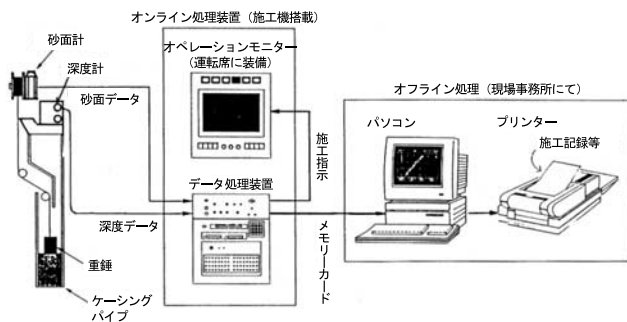 オンライン処理装置（施工機搭載）
オペレーションモニター
（運転席に装備）
砂面計
深度計
砂面データ
オフライン処理（現場事務所にて）
パソコン
プリンター
施工記録等
施工指示
データ処理装置
深度データ
メモリーカード
重錘
ケーシング
パイプ